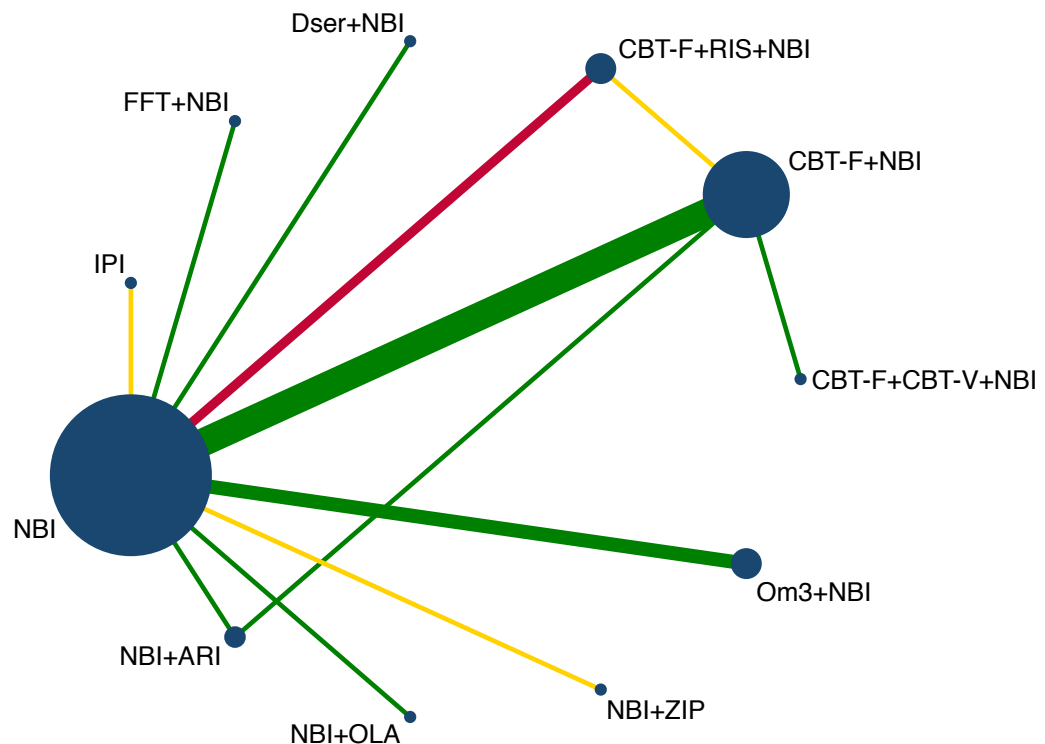 Dser+NBI
CBT-F+RIS+NBI
FFT+NBI
CBT-F+NBI
IPI
CBT-F+CBT-V+NBI
NBI
Om3+NBI
NBI+ARI
NBI+ZIP
NBI+OLA